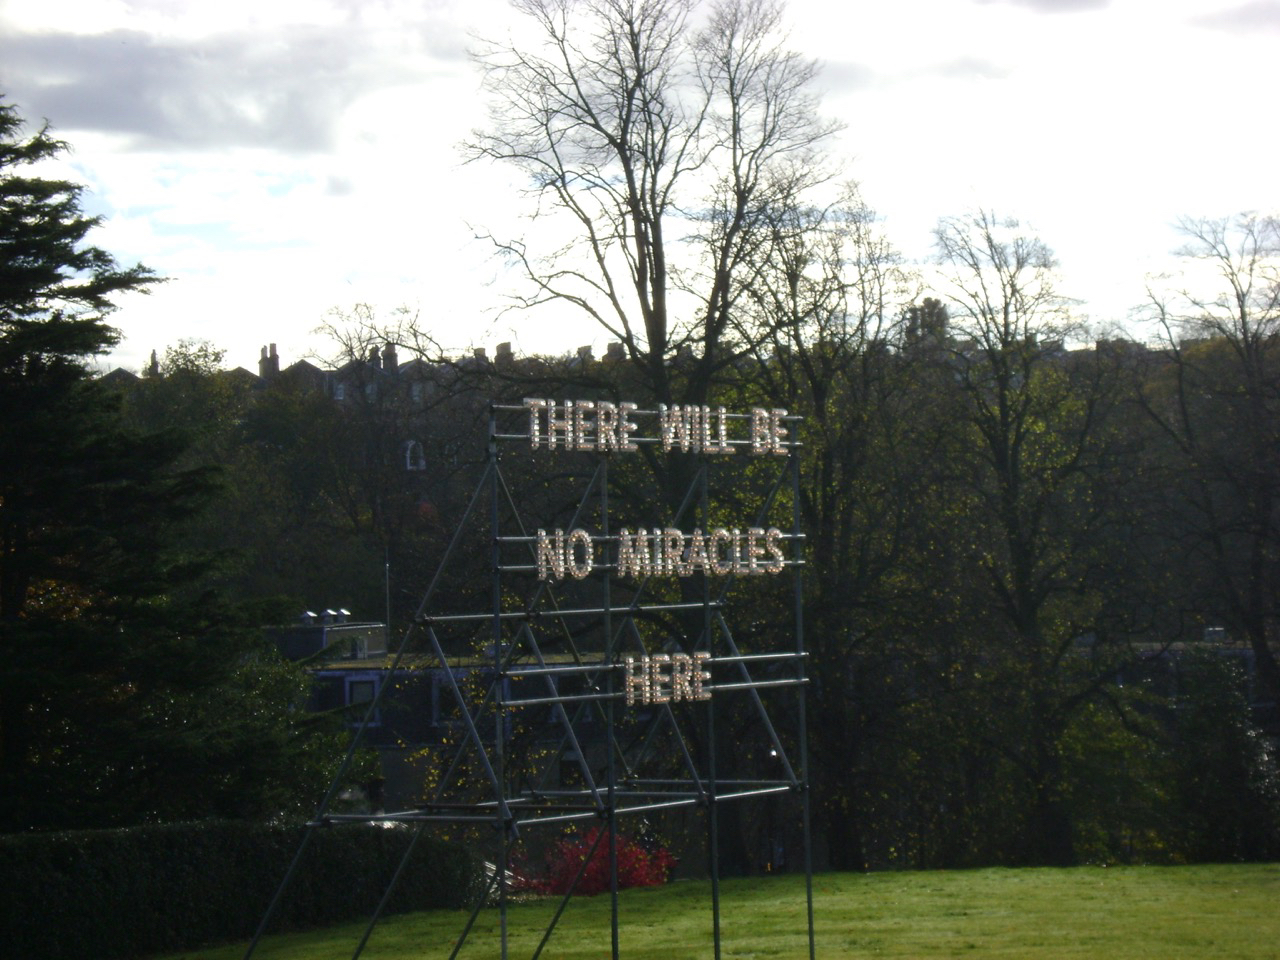 THERE WILL BE
NO MIRACLES
HERE